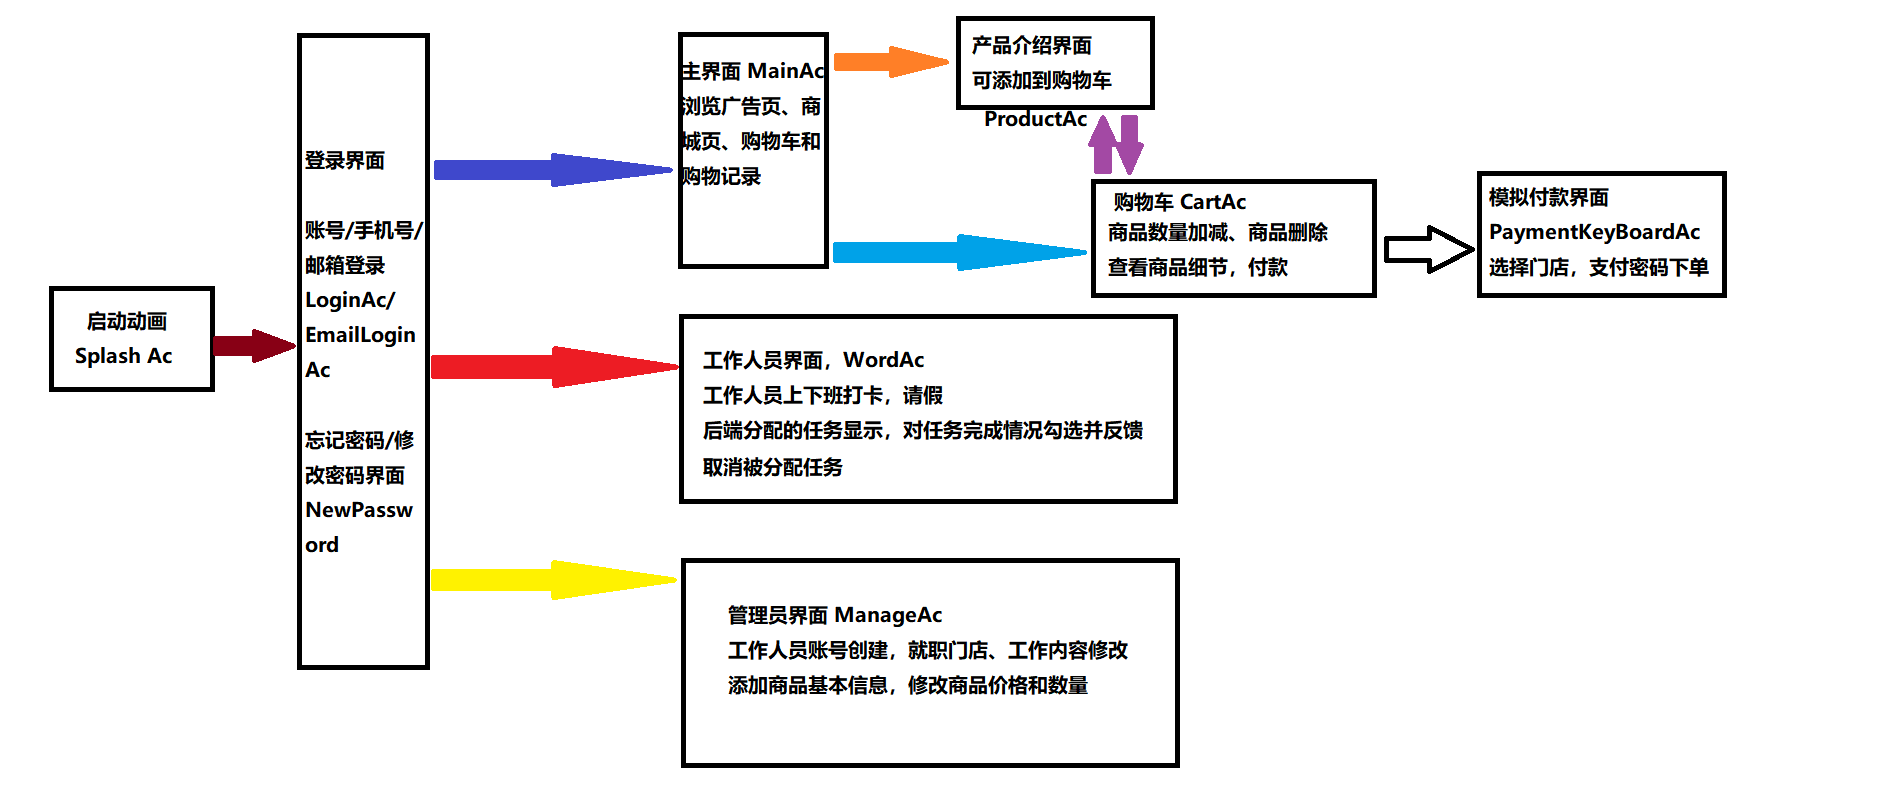 启动动画
Splash Ac
登录界面
账号/手机号/
邮箱登录
LoginAc/
EmailLogin
Ac
忘记密码/修
改密码界面
NewPassw
ord
主界面 MainAc
浏览广告页、商
城页、购物车和
购物记录
产品介绍界面
可添加到购物车
ProductAc
购物车 CartAc
商品数量加减、商品删除
查看商品细节，付款
模拟付款界面
PaymentKeyBoardAc
选择门店，支付密码下单
工作人员界面，WordAc
工作人员上下班打卡，请假
后端分配的任务显示，对任务完成情况勾选并反馈
取消被分配任务
管理员界面 ManageAc
工作人员账号创建，就职门店、工作内容修改
添加商品基本信息，修改商品价格和数量